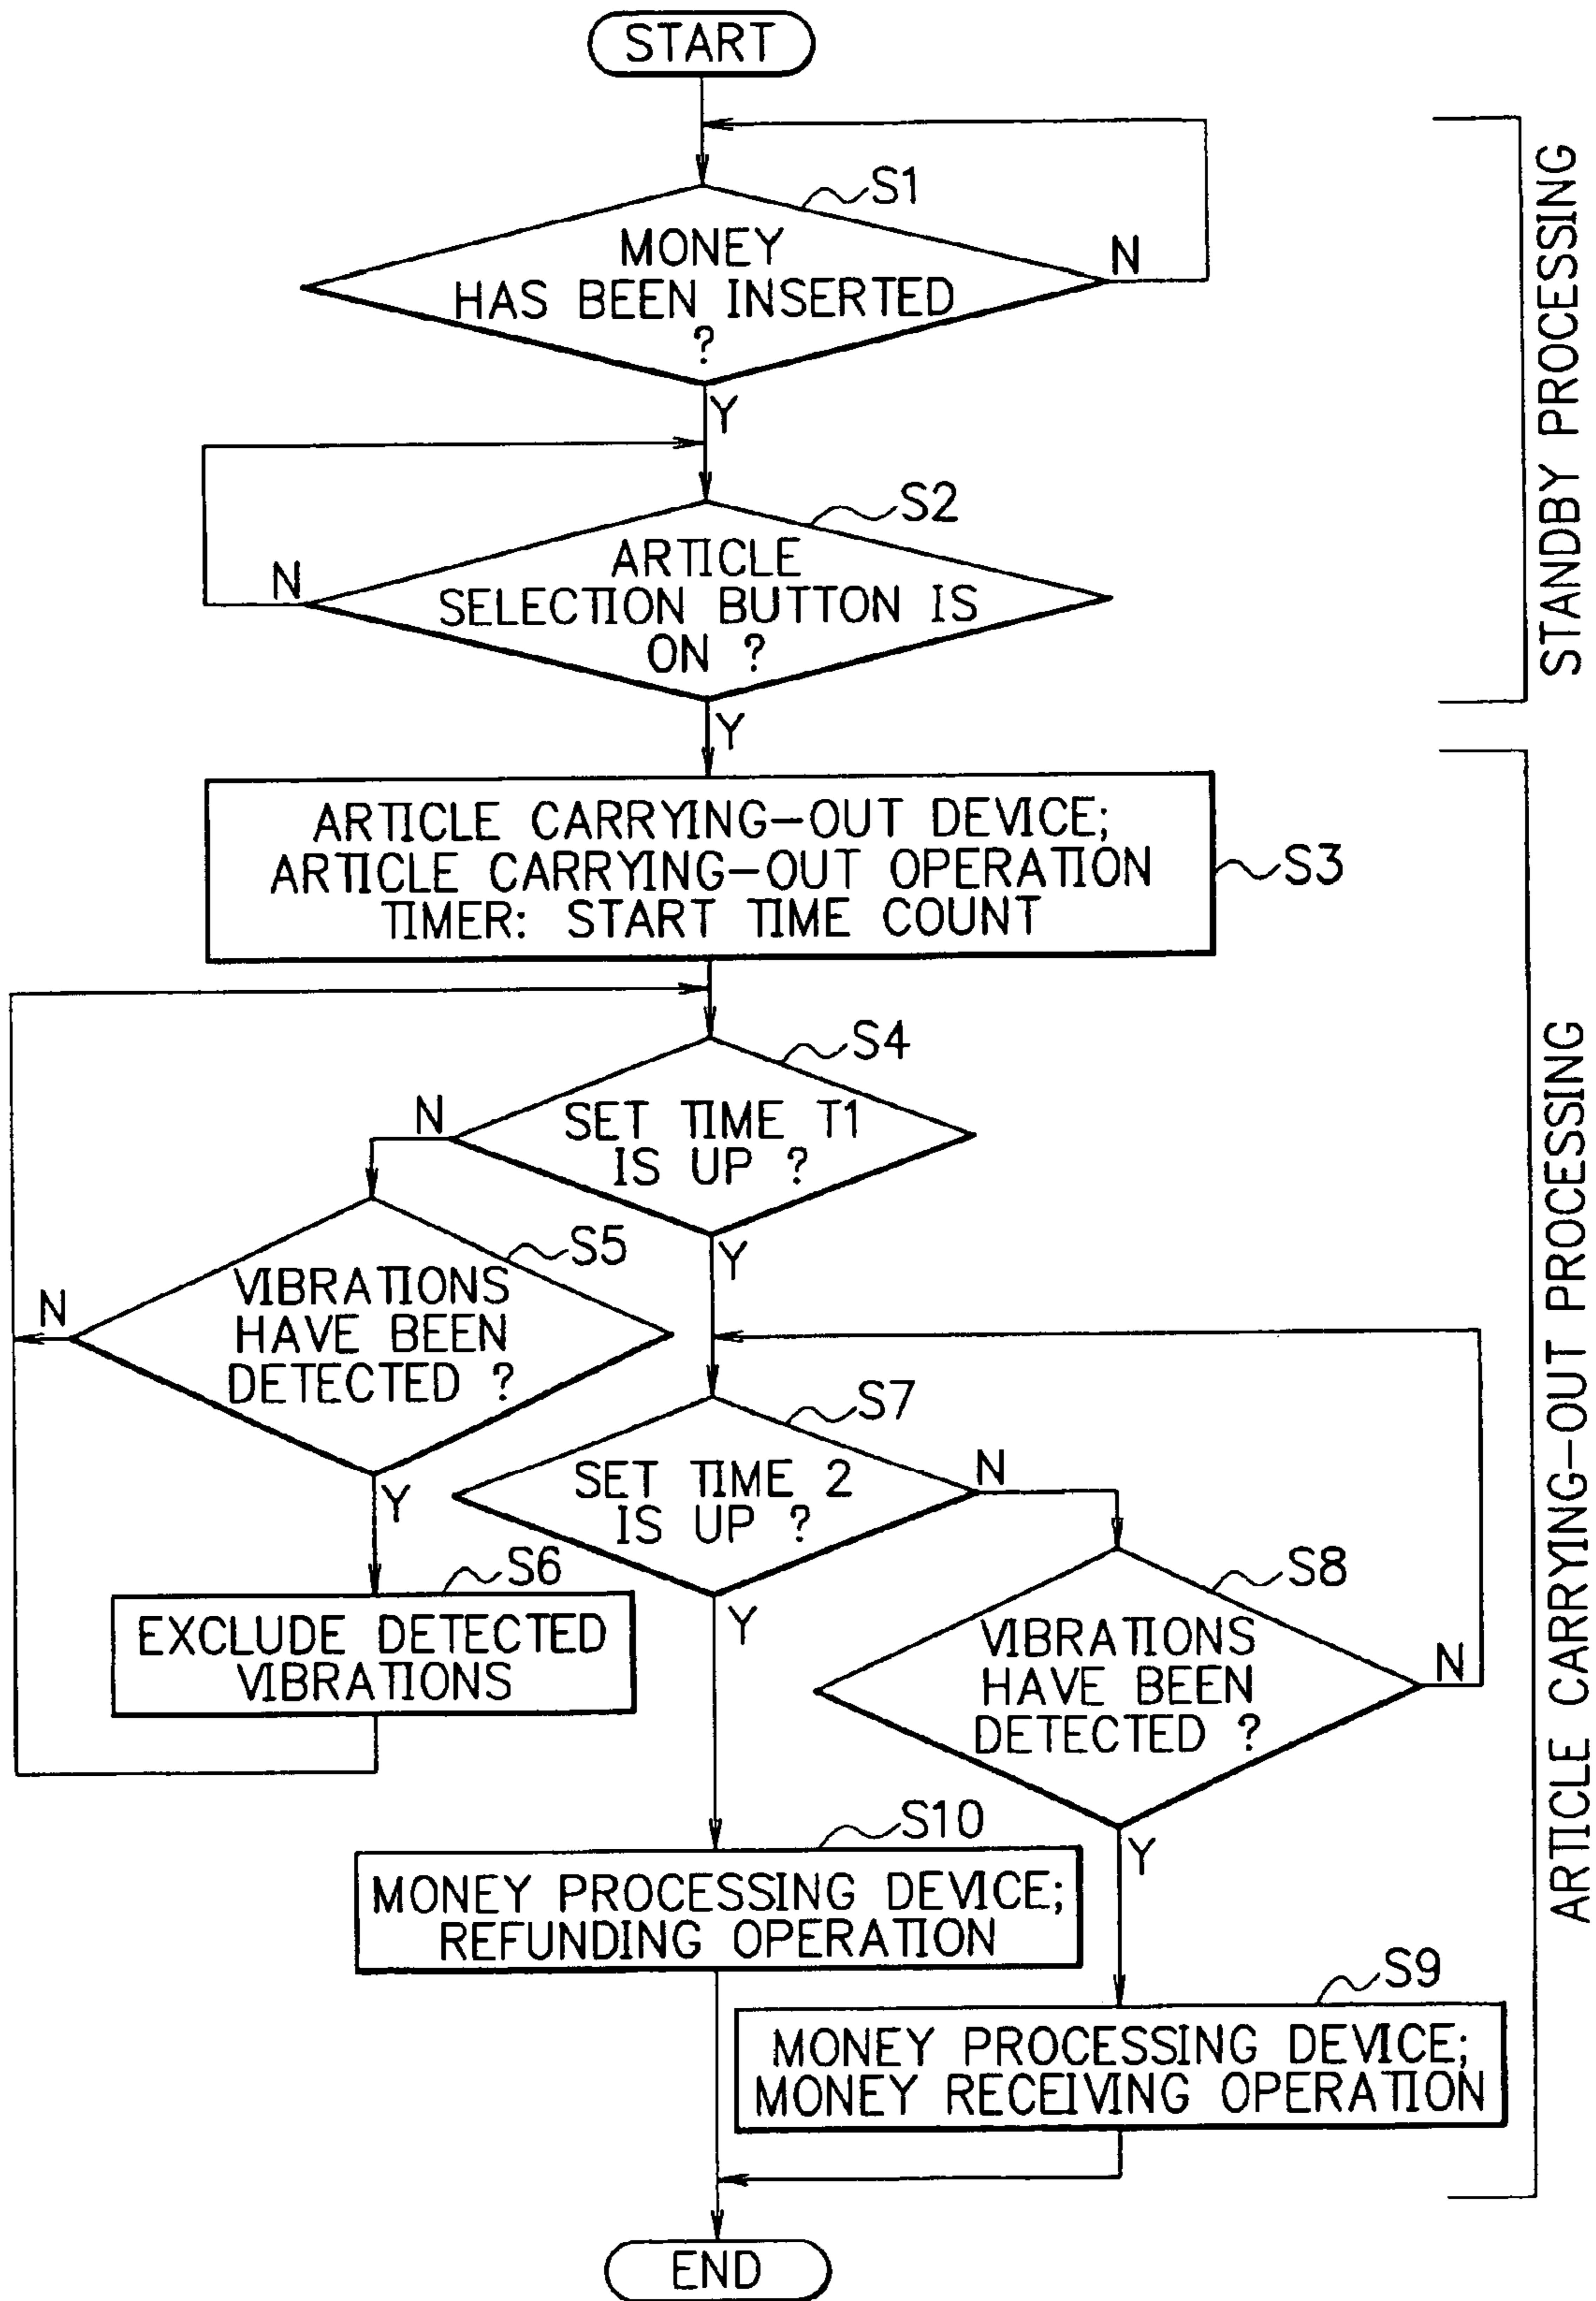 START
S1
MONEY
HAS BEEN INSERTED
?
N
Y
S2
ARTICLE
SELECTION BUTTON IS
ON ?
N
Y
STANDBY PROCESSING
ARTICLE CARRYING-OUT DEVICE;
ARTICLE CARRYING-OUT OPERATION
TIMER: START TIME COUNT
S3
S4
SET TIME T1
IS UP ?
N
Y
S5
VIBRATIONS
HAVE BEEN
DETECTED ?
N
Y
S6
EXCLUDE DETECTED
VIBRATIONS
S7
SET TIME 2
IS UP ?
N
Y
S8
VIBRATIONS
HAVE BEEN
DETECTED ?
N
Y
S10
MONEY PROCESSING DEVICE;
REFUNDING OPERATION
S9
MONEY PROCESSING DEVICE;
MONEY RECEIVING OPERATION
ARTICLE CARRYING-OUT PROCESSING
END